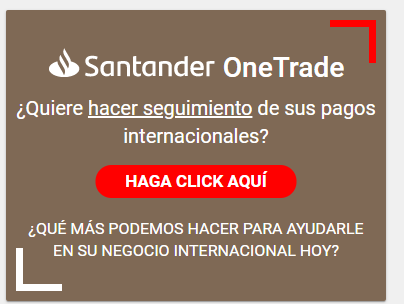 Santander OneTrade
¿Quiere hacer seguimiento de sus pagos
internacionales?
HAGA CLICK AQUÍ
¿QUÉ MÁS PODEMOS HACER PARA AYUDARLE
EN SU NEGOCIO INTERNACIONAL HOY?